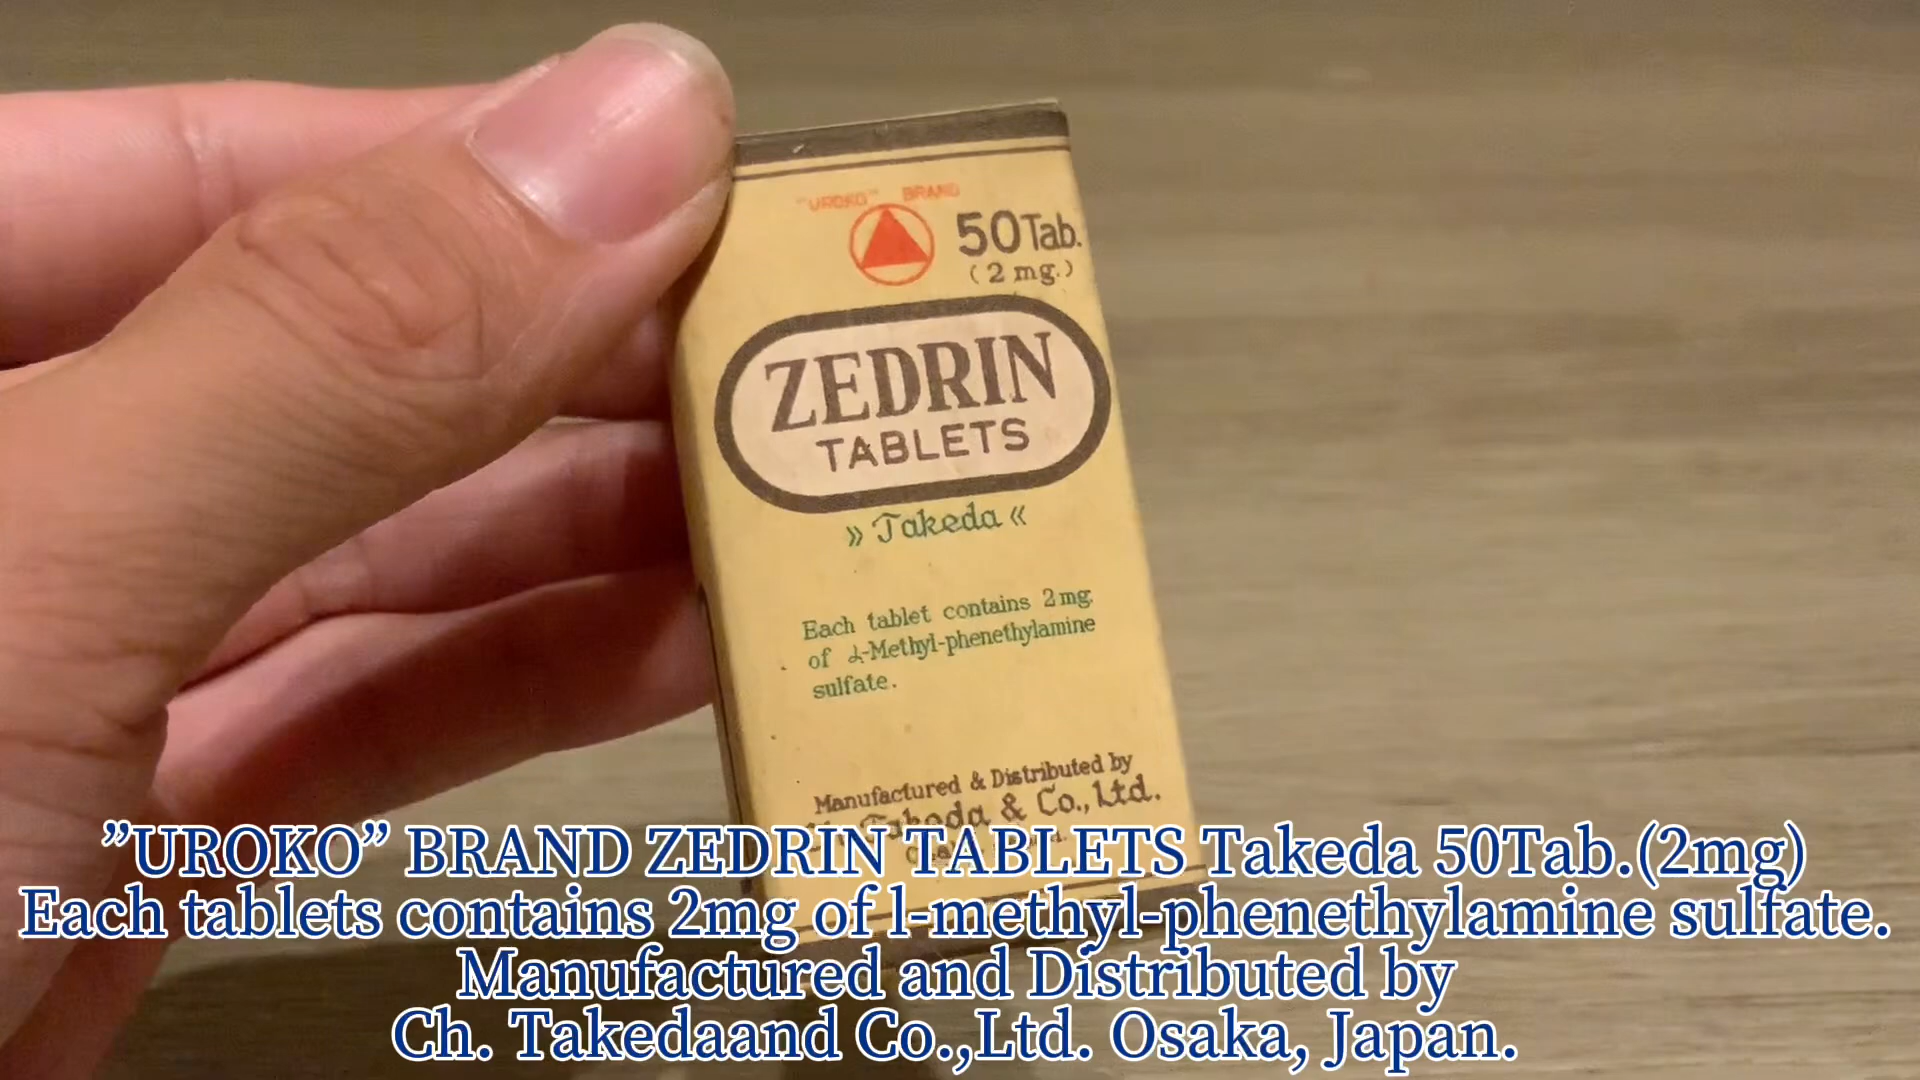 "UROKO" BRAND
50Tab.
(2mg.)
ZEDRIN
TABLETS
»Takeda«
Each tablet contains 2mg.
of α-Methyl-phenethylamine
sulfate.
Manufactured & Distributed by
Takeda & Co., Ltd.
”UROKO” BRAND ZEDRIN TABLETS Takeda 50Tab.(2mg)
Each tablets contains 2mg of l-methyl-phenethylamine sulfate.
Manufactured and Distributed by
Ch. Takedaand Co.,Ltd. Osaka, Japan.